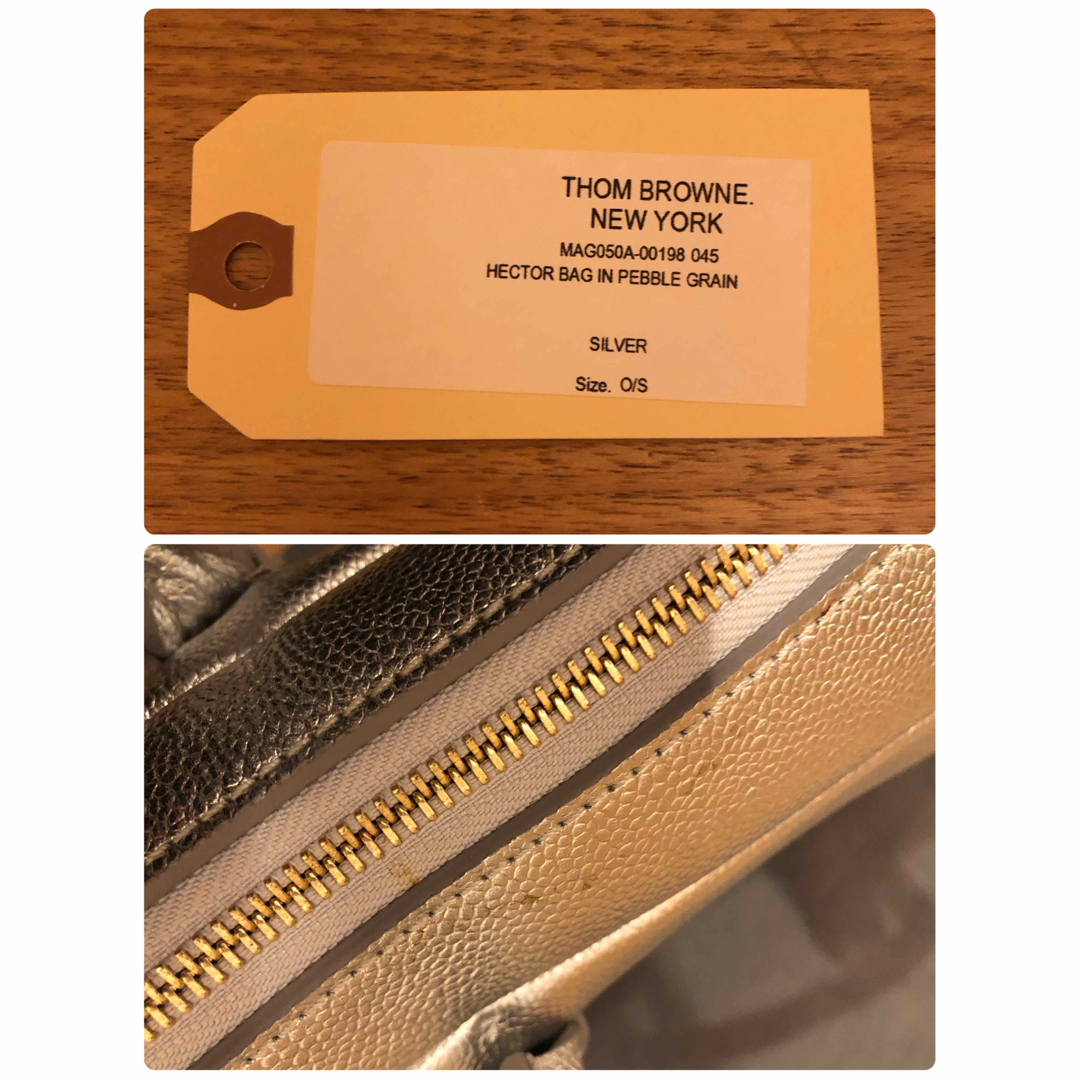 THOM BROWNE.
NEW YORK
MAG050A-00198 045
HECTOR BAG IN PEBBLE GRAIN
SILVER
Size. O/S